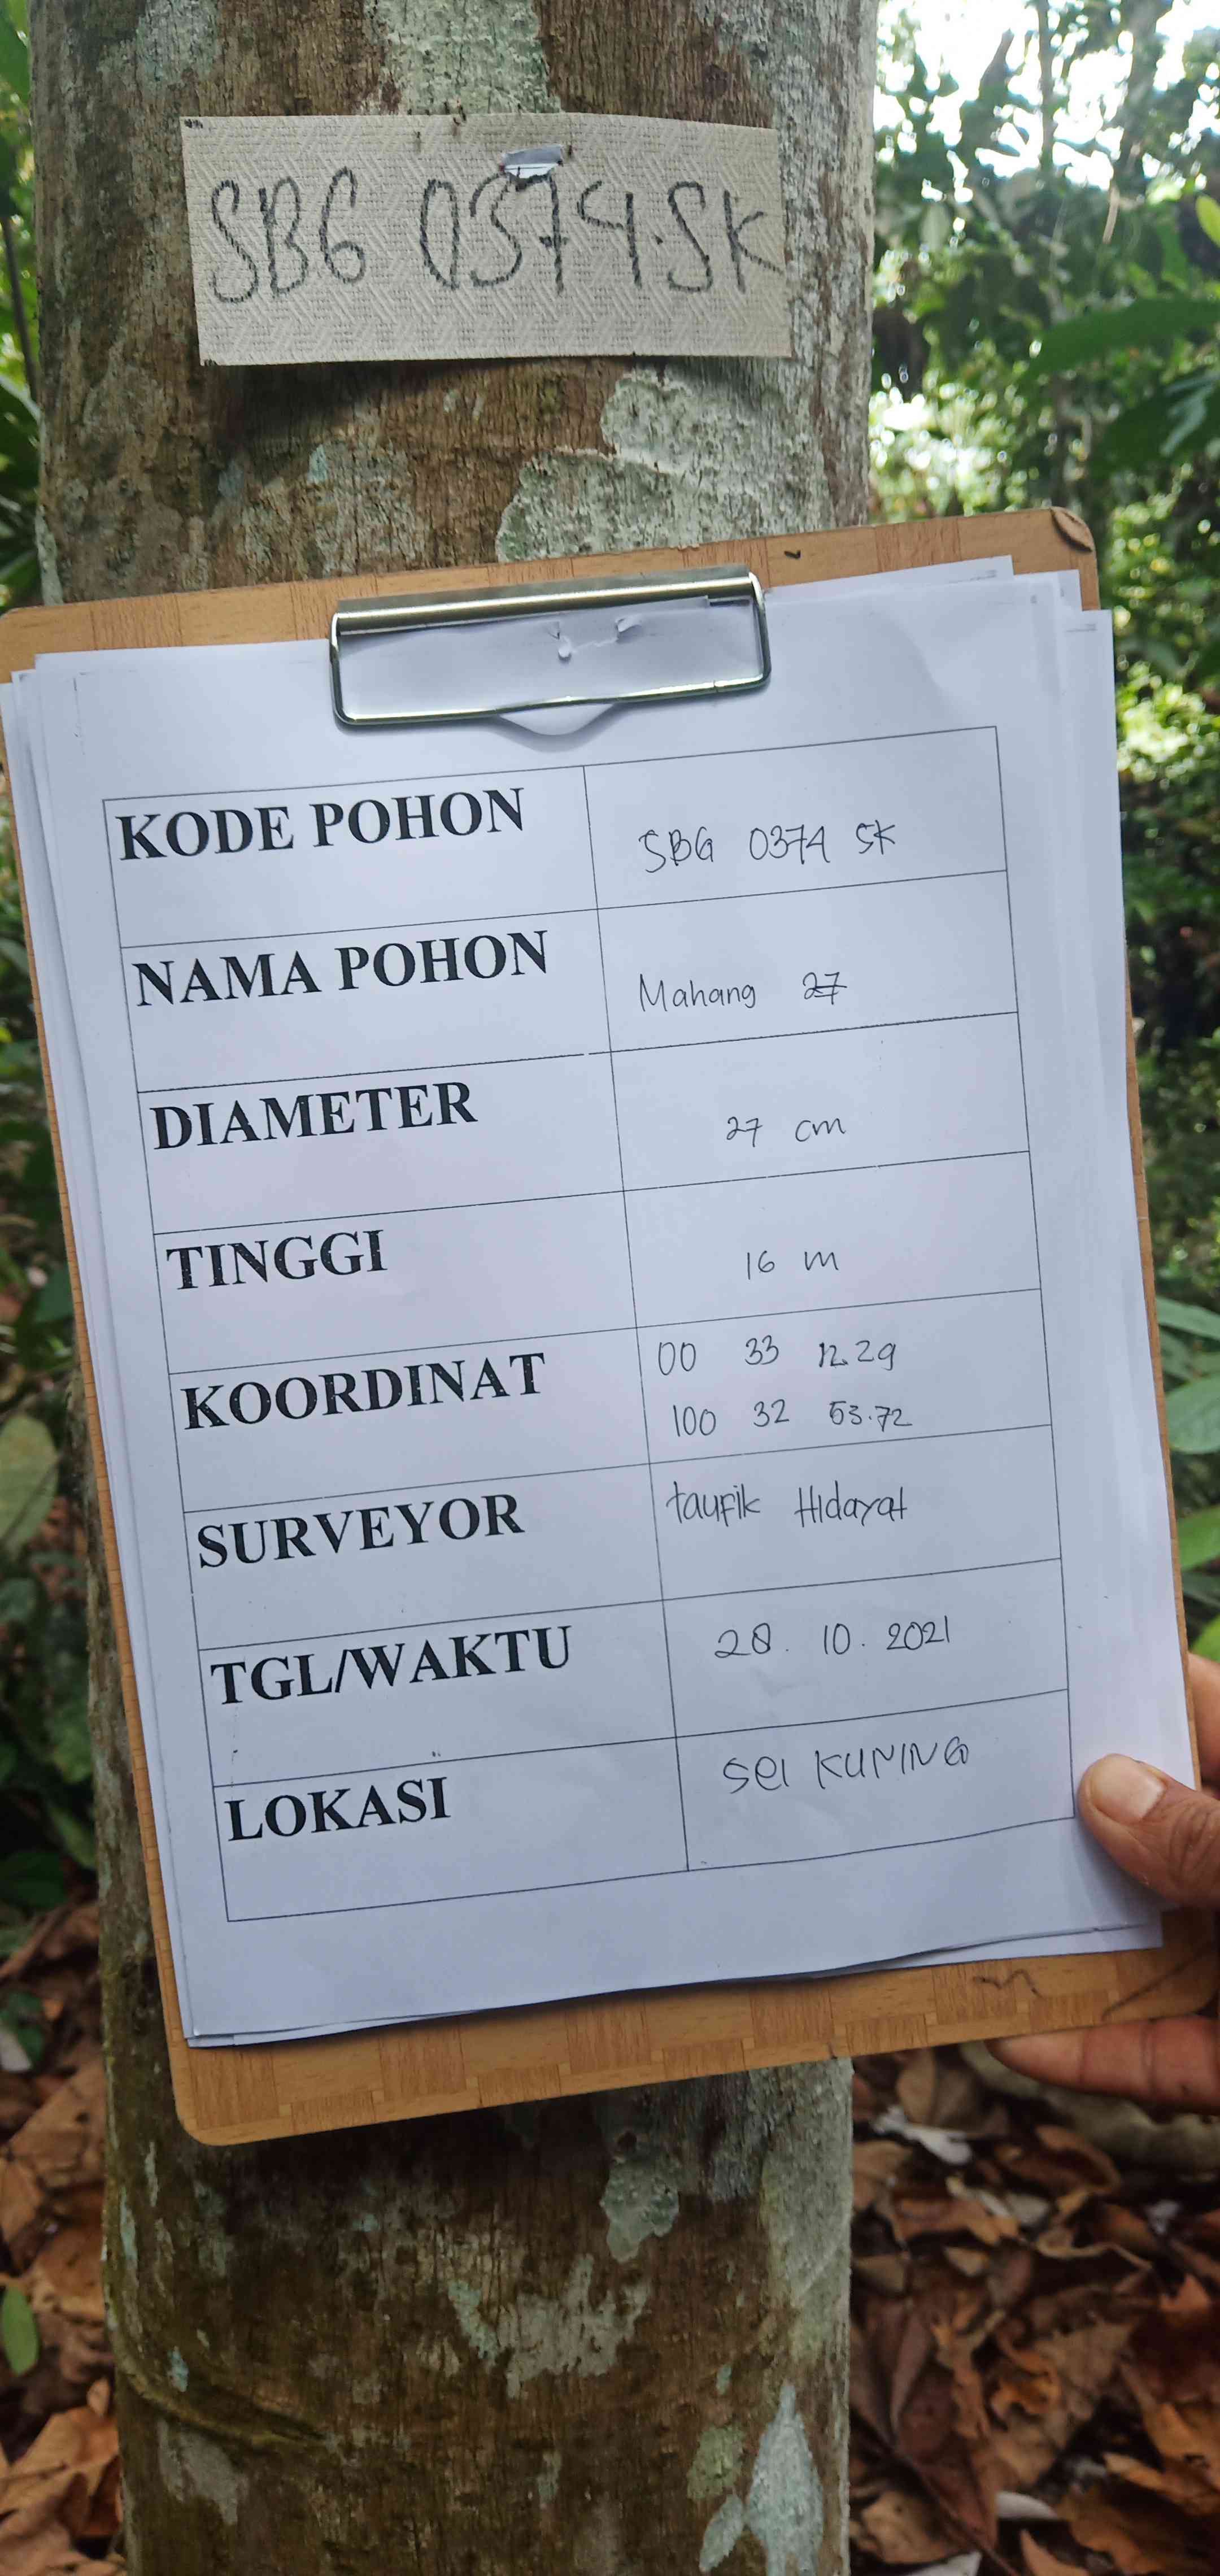 SBG 0374.SK
KODE POHON SBG 0374 SK
NAMA POHON Mahang 27
DIAMETER 27 cm
TINGGI 16 m
KOORDINAT 00 33 12.29
100 32 53.72
SURVEYOR taufik Hidayat
TGL/WAKTU 28. 10. 2021
LOKASI sei KUNING